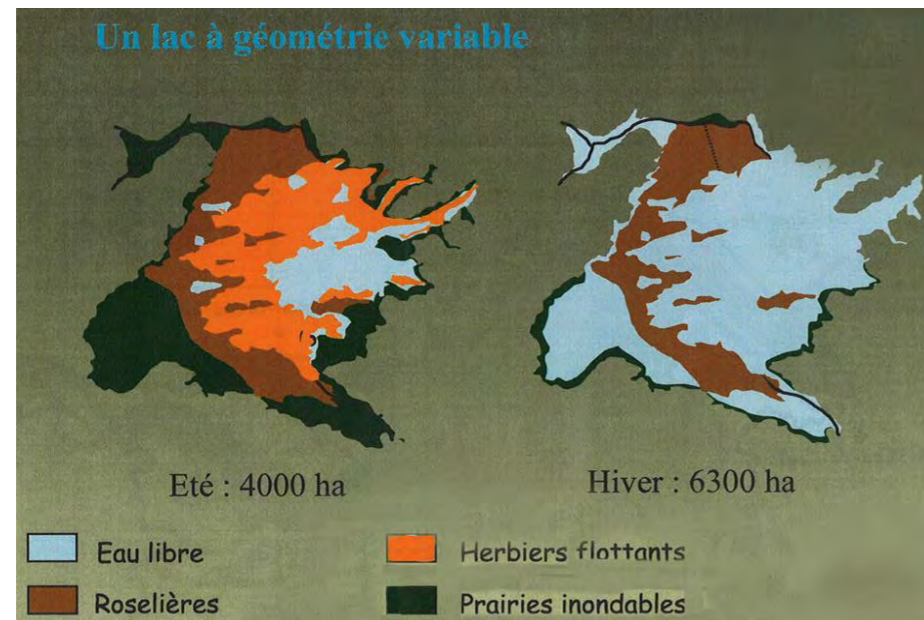 Un lac à géométrie variable
Eté : 4000 ha
Hiver : 6300 ha
Eau libre
Herbiers flottants
Roselières
Prairies inondables